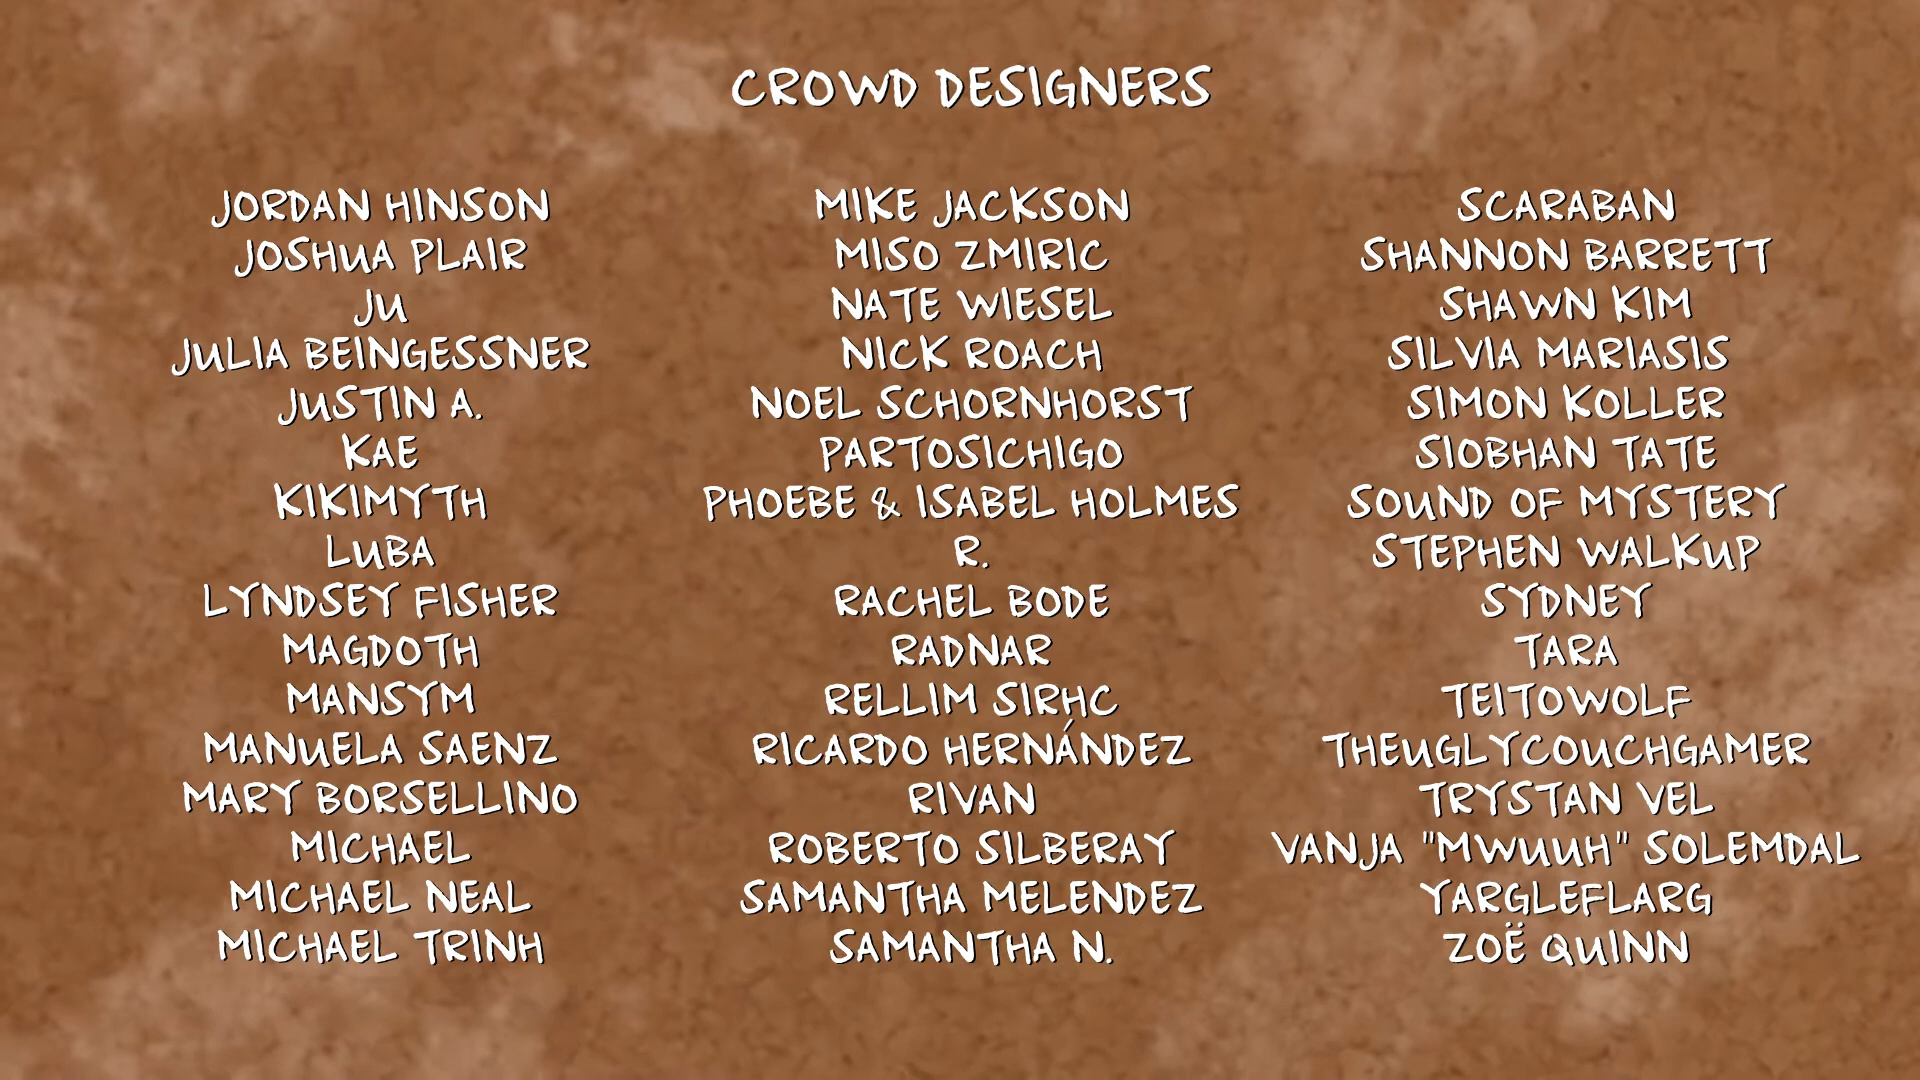 CROWD DESIGNERS
JORDAN HINSON
JOSHUA PLAIR
JU
JULIA BEINGESSNER
JUSTIN A.
KAE
KIKIMYTH
LUBA
LYNDSEY FISHER
MAGDOTH
MANSYM
MANUELA SAENZ
MARY BORSELLINO
MICHAEL
MICHAEL NEAL
MICHAEL TRINH
MIKE JACKSON
MISO ZMIRIC
NATE WIESEL
NICK ROACH
NOEL SCHORNHORST
PARTOSICHIGO
PHOEBE & ISABEL HOLMES
R.
RACHEL BODE
RADNAR
RELLIM SIRHC
RICARDO HERNÁNDEZ
RIVAN
ROBERTO SILBERAY
SAMANTHA MELENDEZ
SAMANTHA N.
SCARABAN
SHANNON BARRETT
SHAWN KIM
SILVIA MARIASIS
SIMON KOLLER
SIOBHAN TATE
SOUND OF MYSTERY
STEPHEN WALKUP
SYDNEY
TARA
TEITOWOLF
THEUGLYCOUCHGAMER
TRYSTAN VEL
VANJA "MWUUH" SOLEMDAL
YARGLEFLARG
ZOË QUINN